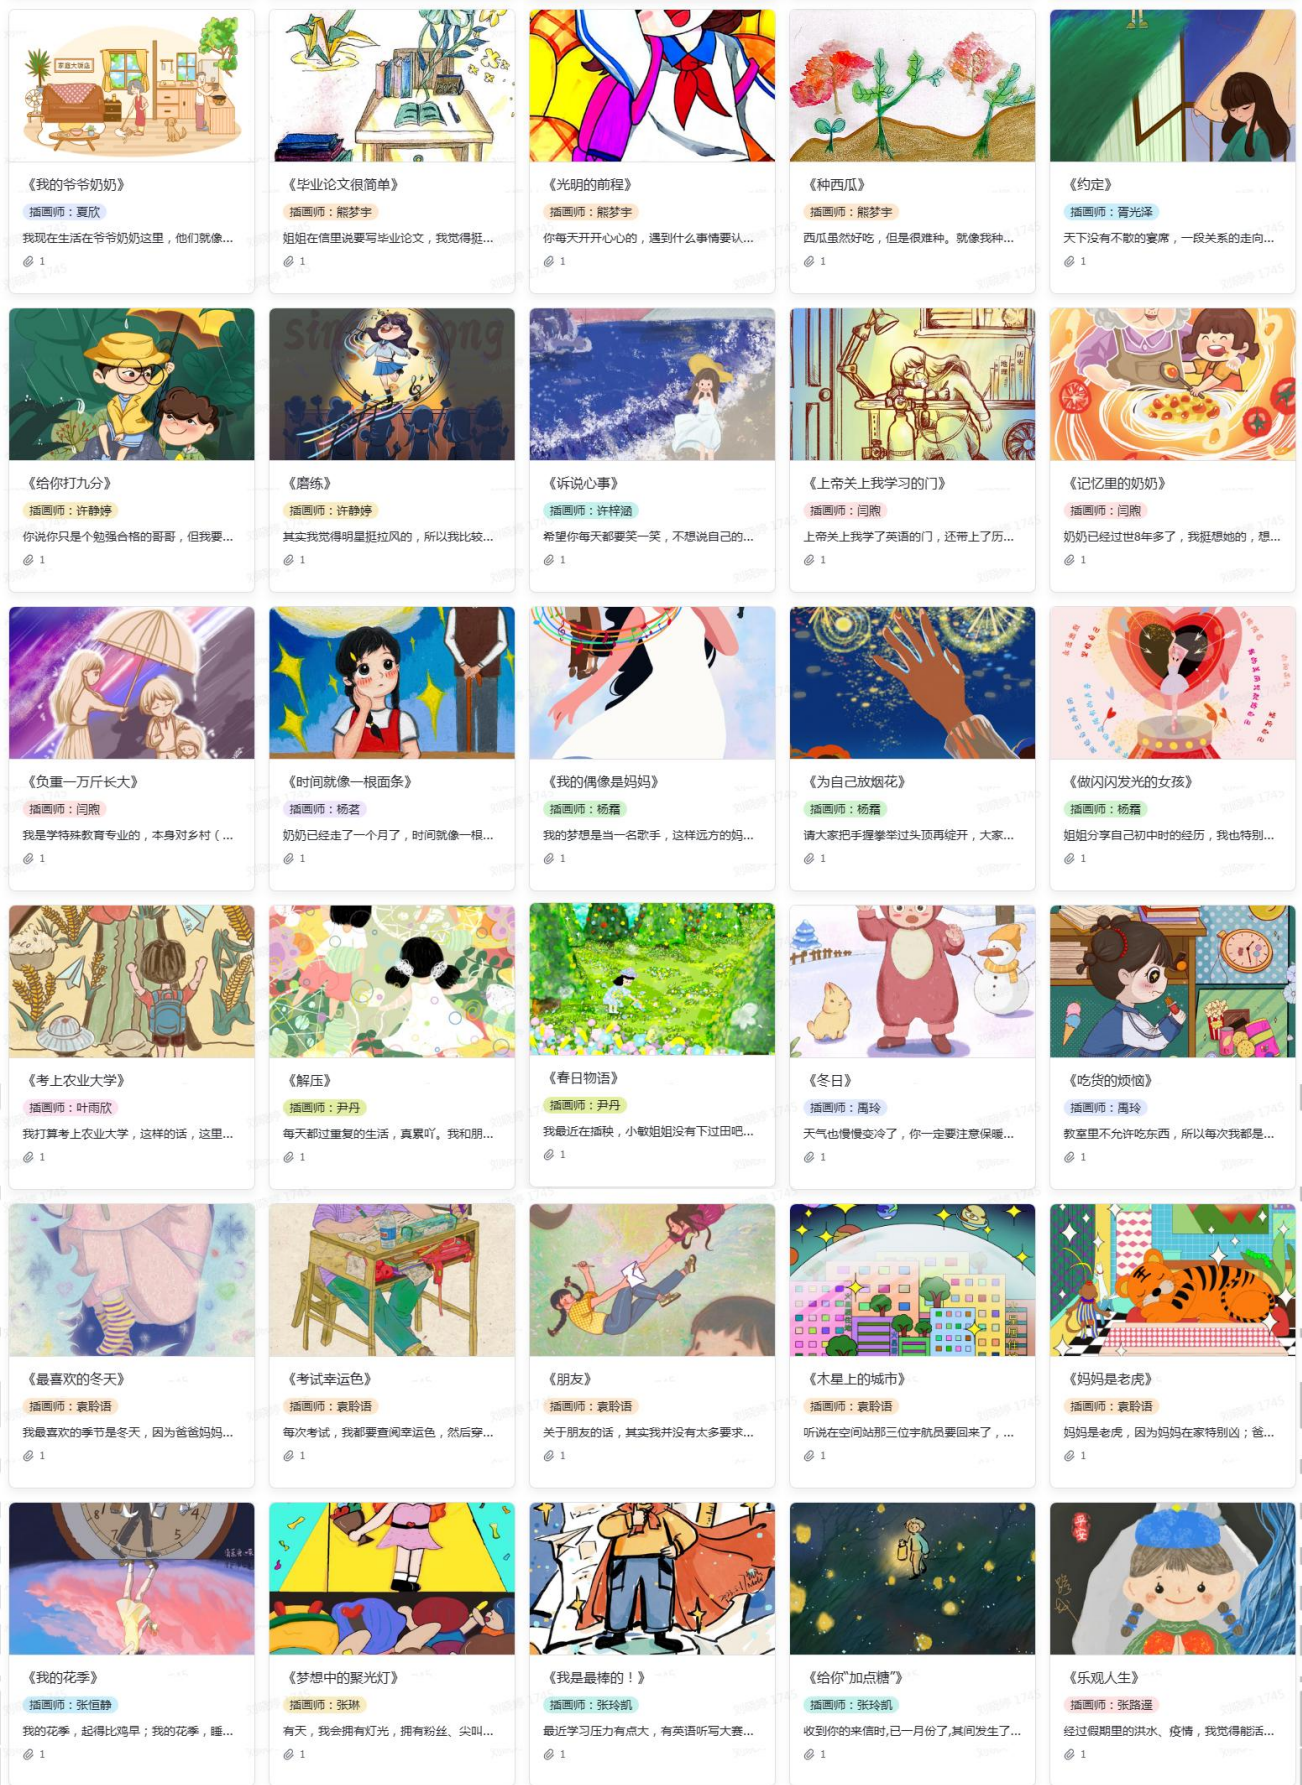 家庭大饭店
《我的爷爷奶奶》
插画师：夏欣
我现在生活在爷爷奶奶这里，他们就像...
1
《毕业论文很简单》
插画师：熊梦宇
姐姐在信里说要写毕业论文，我觉得挺...
1
《光明的前程》
插画师：熊梦宇
你每天开开心心的，遇到什么事情要认...
1
《种西瓜》
插画师：熊梦宇
西瓜虽然好吃，但是很难种。就像我种...
1
《约定》
插画师：胥光泽
天下没有不散的宴席，一段关系的走向...
1
《给你打九分》
插画师：许静婷
你说你只是个勉强合格的哥哥，但我要...
1
song
《磨练》
插画师：许静婷
其实我觉得明星挺拉风的，所以我比较...
1
《诉说心事》
插画师：许梓涵
希望你每天都要笑一笑，不想说自己的...
1
地理
历史
《上帝关上我学习的门》
插画师：闫煦
上帝关上我学了英语的门，还带上了历...
1
《记忆里的奶奶》
插画师：闫煦
奶奶已经过世8年多了，我挺想她的，想...
1
《负重一万斤长大》
插画师：闫煦
我是学特殊教育专业的，本身对乡村（...
1
《时间就像一根面条》
插画师：杨茗
奶奶已经走了一个月了，时间就像一根...
1
《我的偶像是妈妈》
插画师：杨霜
我的梦想是当一名歌手，这样远方的妈...
1
《为自己放烟花》
插画师：杨霜
请大家把手握拳举过头顶再绽开，大家...
1
《做闪闪发光的女孩》
插画师：杨霜
姐姐分享自己初中时的经历，我也特别...
1
《考上农业大学》
插画师：叶雨欣
我打算考上农业大学，这样的话，这里...
1
《解压》
插画师：尹丹
每天都过重复的生活，真累吖。我和朋...
1
《春日物语》
插画师：尹丹
我最近在插秧，小敏姐姐没有下过田吧...
1
《冬日》
插画师：禹玲
天气也慢慢变冷了，你一定要注意保暖...
1
《吃货的烦恼》
插画师：禹玲
教室里不允许吃东西，所以每次我都是...
1
《最喜欢的冬天》
插画师：袁聆语
我最喜欢的季节是冬天，因为爸爸妈妈...
1
《考试幸运色》
插画师：袁聆语
每次考试，我都要查阅幸运色，然后穿...
1
《朋友》
插画师：袁聆语
关于朋友的话，其实我并没有太多要求...
1
《木星上的城市》
插画师：袁聆语
听说在空间站那三位宇航员要回来了，...
1
《妈妈是老虎》
插画师：袁聆语
妈妈是老虎，因为妈妈在家特别凶；爸...
1
8 7 5 4
《我的花季》
插画师：张恒静
我的花季，起得比鸡早；我的花季，睡...
1
《梦想中的聚光灯》
插画师：张琳
有天，我会拥有灯光，拥有粉丝、尖叫...
1
《我是最棒的！》
插画师：张玲凯
最近学习压力有点大，有英语听写大赛...
1
《给你“加点糖”》
插画师：张玲凯
收到你的来信时,已一月份了,其间发生了...
1
平安
《乐观人生》
插画师：张路遥
经过假期里的洪水、疫情，我觉得能活...
1